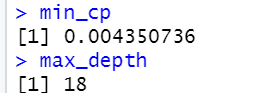 > min_cp
[1] 0.004350736
> max_depth
[1] 18